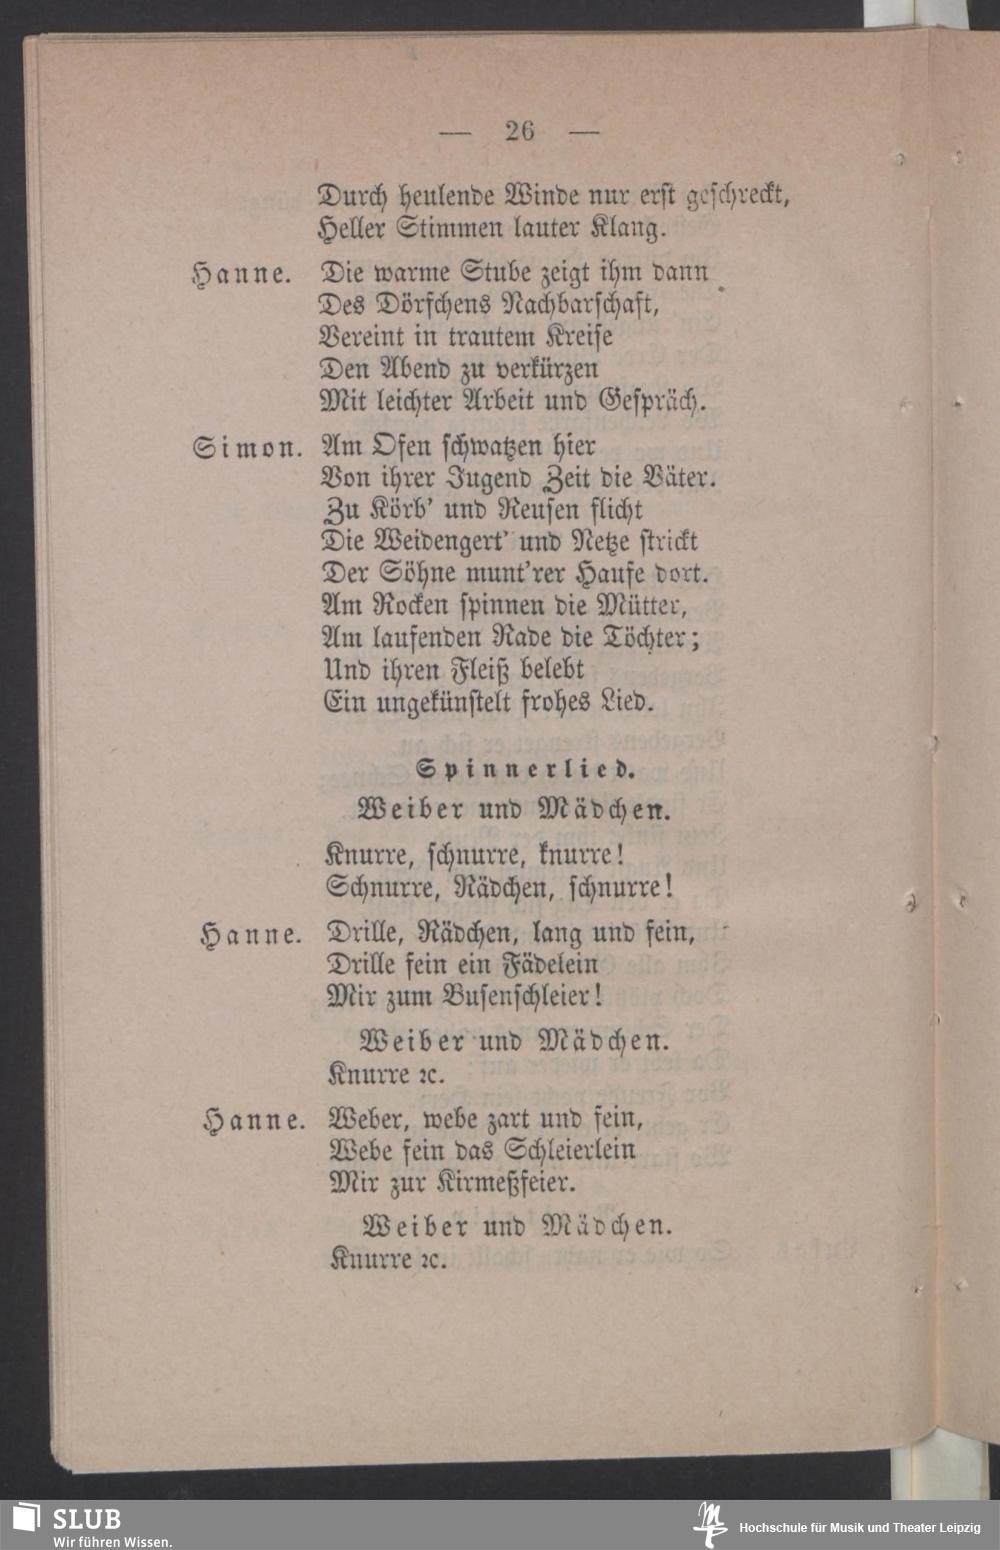 — 26 —
Durch heulende Winde nur erst geschreckt,
Heller Stimmen lauter Klang.
Hanne. Die warme Stube zeigt ihm dann
Des Dörfchens Nachbarschaft,
Vereint in trautem Kreise
Den Abend zu verkürzen
Mit leichter Arbeit und Gespräch.
Simon. Am Ofen schwatzen hier
Von ihrer Jugend Zeit die Väter.
Zu Körb' und Reusen flicht
Die Weidengert' und Netze strickt
Der Söhne munt'rer Haufe dort.
Am Rocken spinnen die Mütter,
Am laufenden Rade die Töchter;
Und ihren Fleiß belebt
Ein ungekünstelt frohes Lied.
Spinnerlied.
Weiber und Mädchen.
Knurre, schnurre, knurre!
Schnurre, Rädchen, schnurre!
Hanne. Drille, Rädchen, lang und fein,
Drille fein ein Fädelein
Mir zum Busenschleier!
Weiber und Mädchen.
Knurre ꝛc.
Hanne. Weber, webe zart und fein,
Webe fein das Schleierlein
Mir zur Kirmeßfeier.
Weiber und Mädchen.
Knurre ꝛc.
SLUB
Wir führen Wissen.
Hochschule für Musik und Theater Leipzig